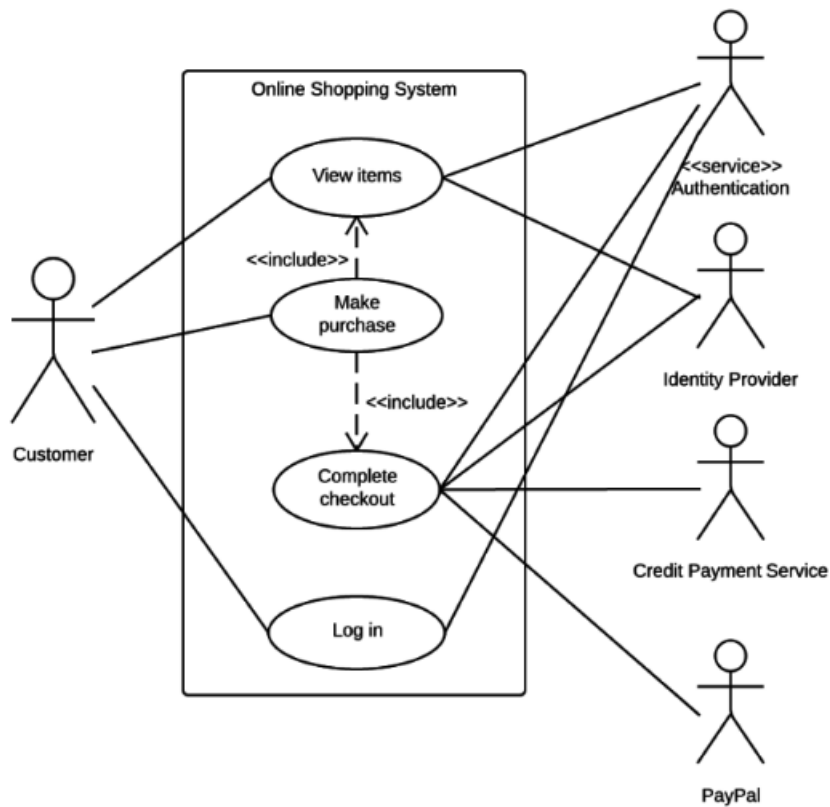 Online Shopping System
View items
<<service>>
Authentication
<<include>>
Make
purchase
Identity Provider
<<include>>
Customer
Complete
checkout
Credit Payment Service
Log in
PayPal